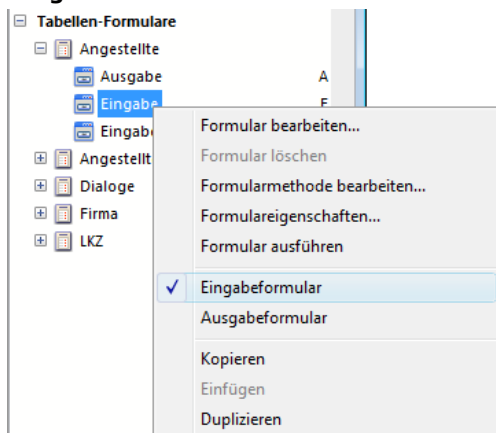 Tabellen-Formulare
Angestellte
Ausgabe A
Eingabe E
Eingab
Angestellt
Dialoge
Firma
LKZ
Formular bearbeiten...
Formular löschen
Formularmethode bearbeiten...
Formulareigenschaften...
Formular ausführen
Eingabeformular
Ausgabeformular
Kopieren
Einfügen
Duplizieren